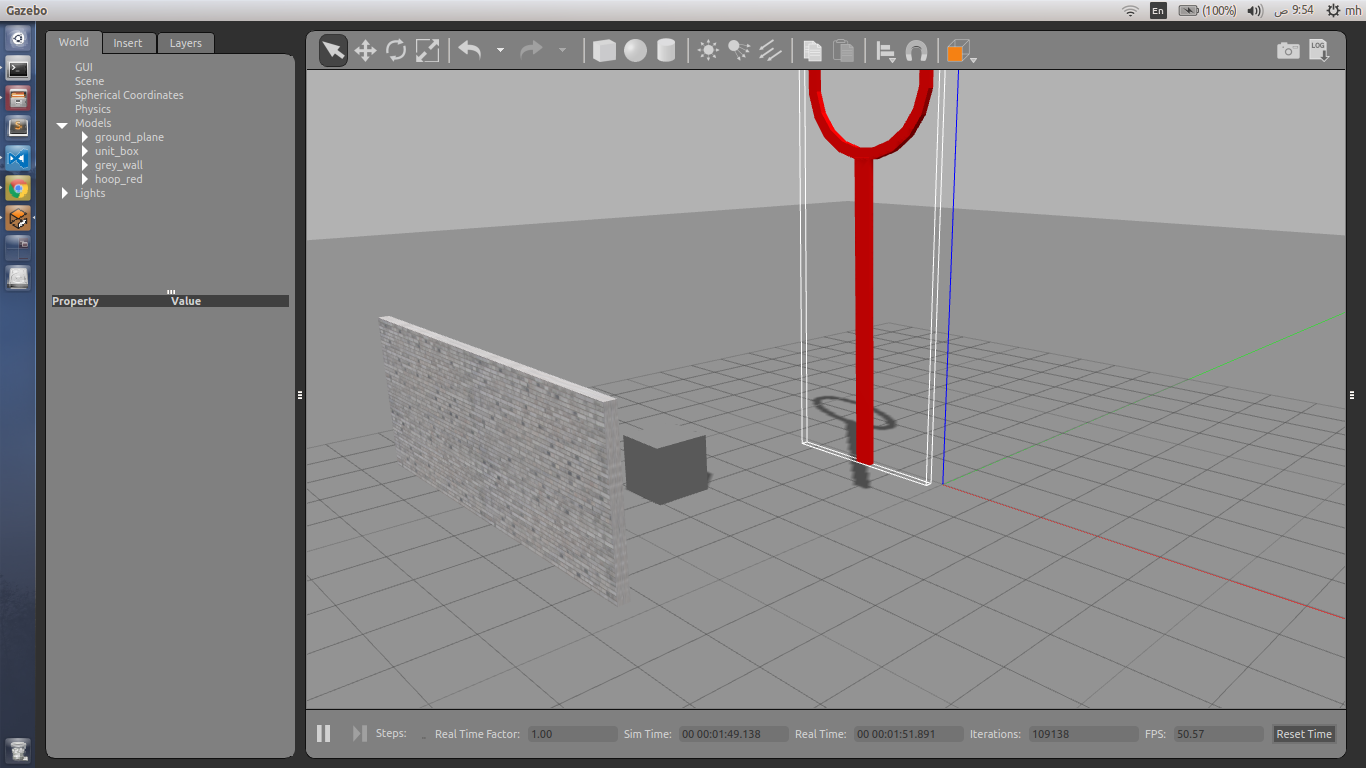 Gazebo
En (100%) 9:54 ص mh
World Insert Layers
GUI
Scene
Spherical Coordinates
Physics
Models
ground_plane
unit_box
grey_wall
hoop_red
Lights
Property Value
LOG
Steps: Real Time Factor: 1.00 Sim Time: 00 00:01:49.138 Real Time: 00 00:01:51.891 Iterations: 109138 FPS: 50.57 Reset Time